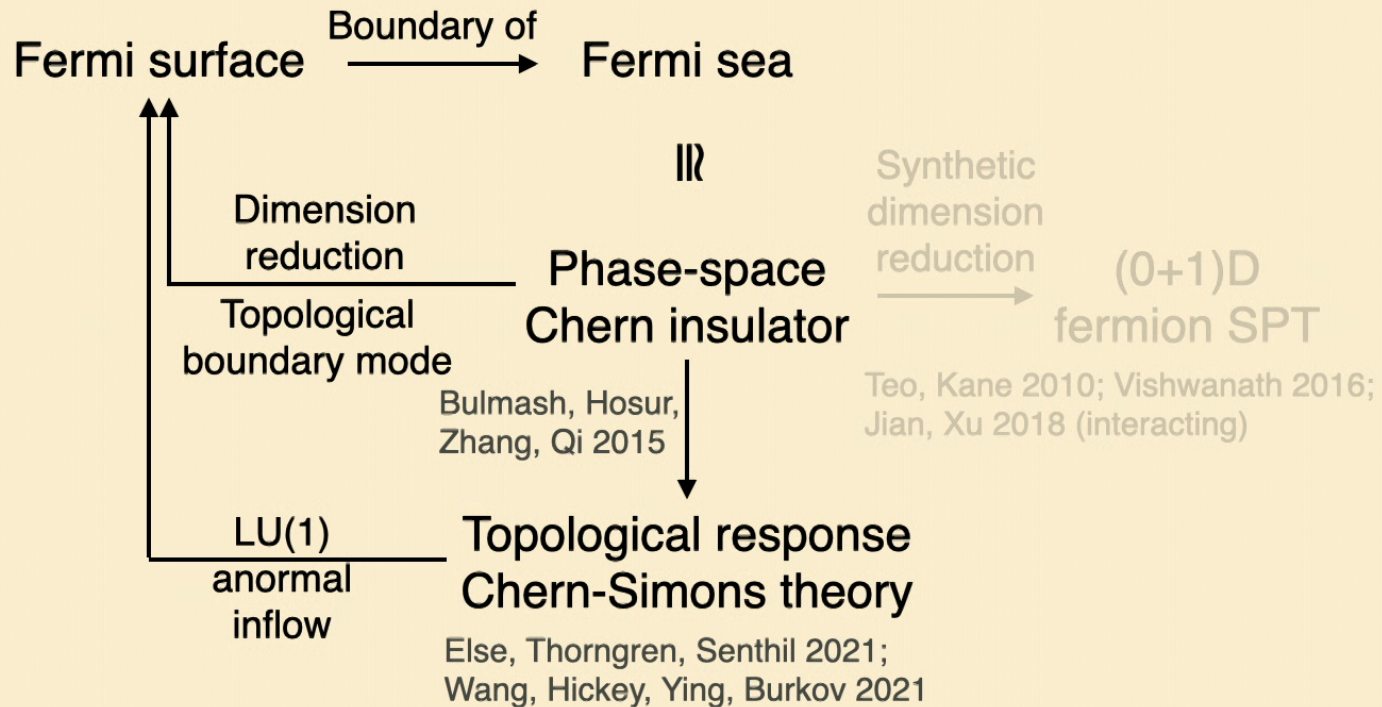 Boundary of
Fermi surface
Fermi sea
≅
Synthetic
dimension
reduction
Dimension
reduction
Phase-space
Chern insulator
(0+1)D
fermion SPT
Topological
boundary mode
Teo, Kane 2010; Vishwanath 2016;
Jian, Xu 2018 (interacting)
Bulmash, Hosur,
Zhang, Qi 2015
LU(1)
anormal
inflow
Topological response
Chern-Simons theory
Else, Thorngren, Senthil 2021;
Wang, Hickey, Ying, Burkov 2021